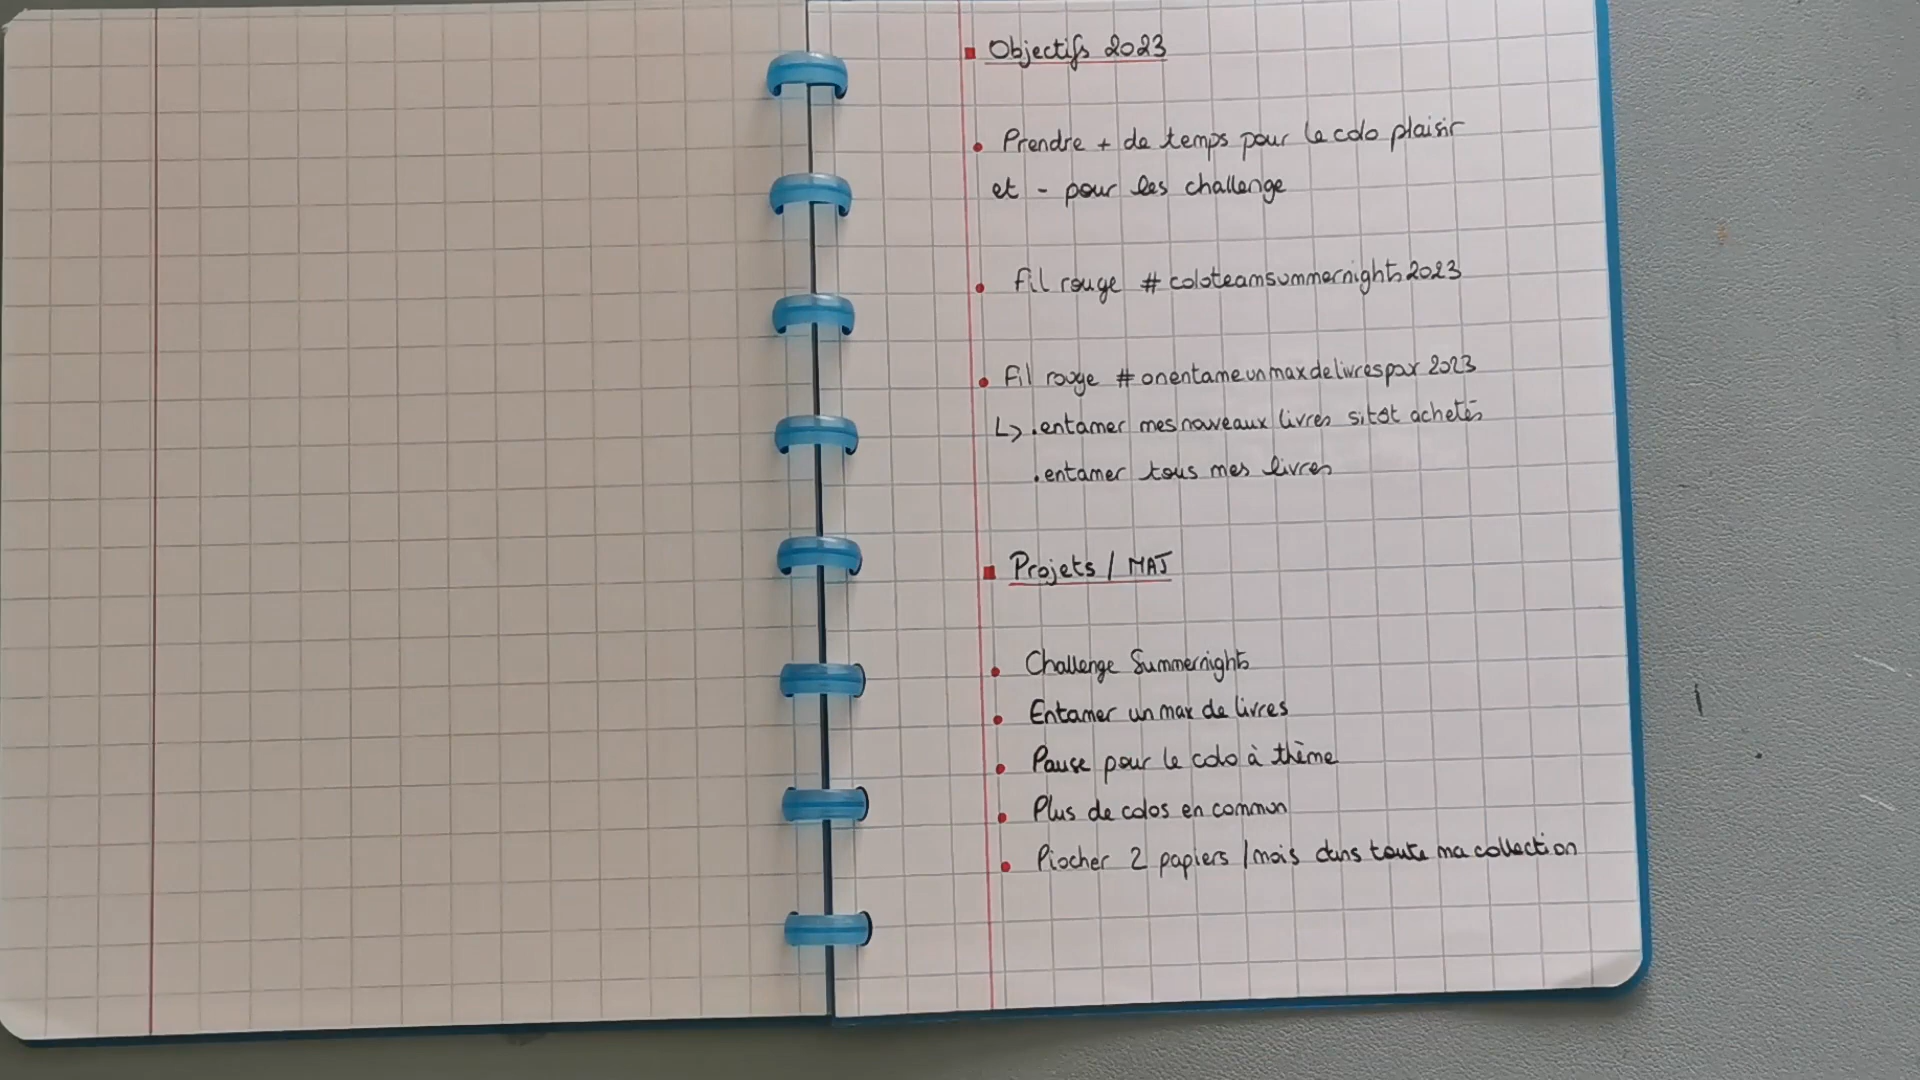 Objectifs 2023
Prendre + de temps pour le colo plaisir
et - pour les challenge
Fil rouge #coloteamsummernights2023
Fil rouge #onentameunmaxdelivrespar2023
↳ .entamer mes nouveaux livres sitôt achetés
.entamer tous mes livres
Projets / MAJ
Challenge Summernights
Entamer un max de livres
Pause pour le colo à thème
Plus de colos en commun
Piocher 2 papiers / mois dans toute ma collection